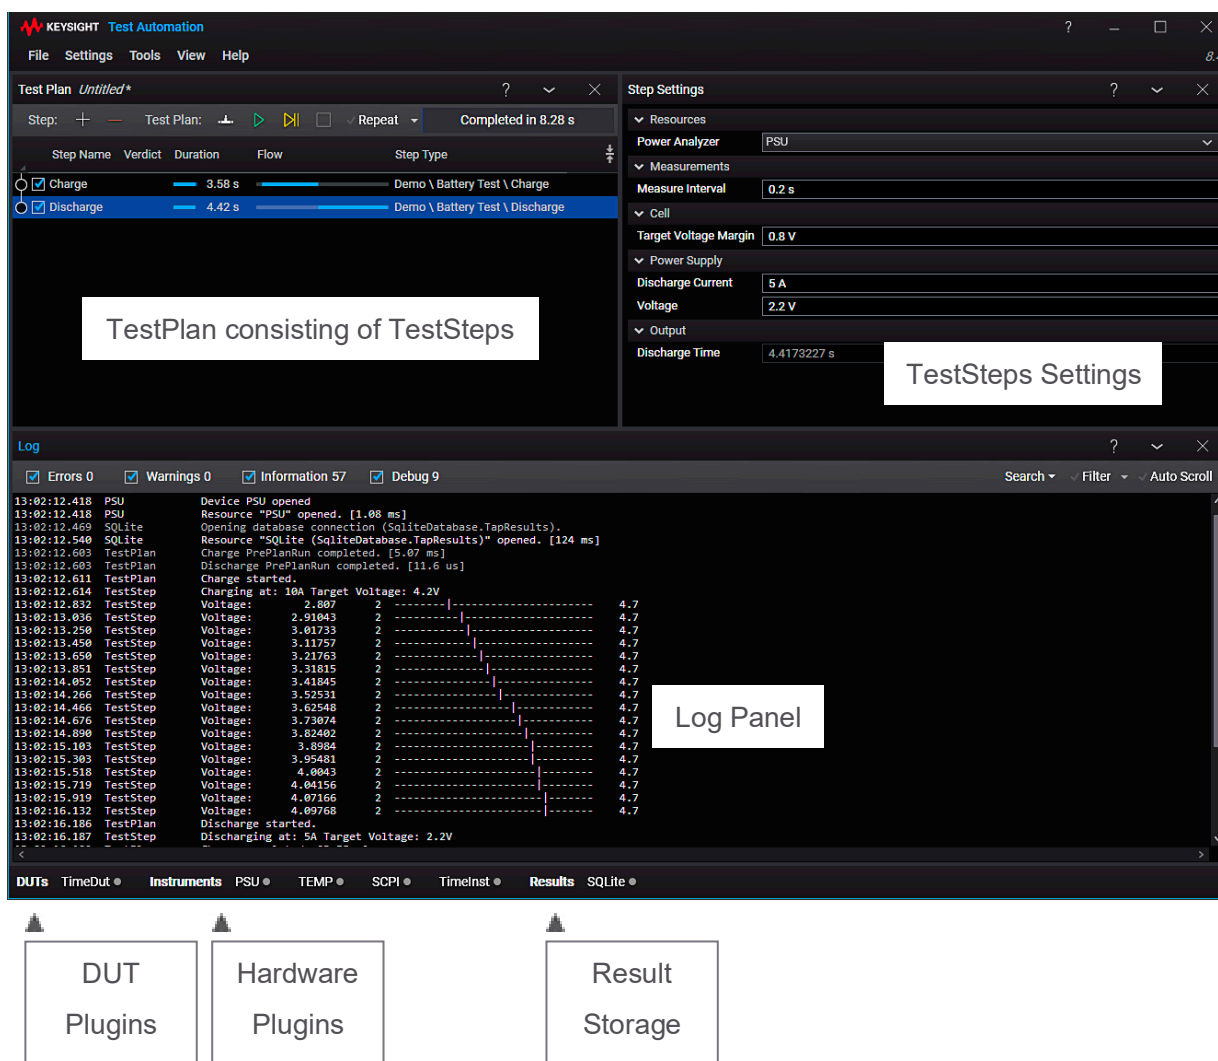 KEYSIGHT Test Automation ?
File Settings Tools View Help
Test Plan Untitled* ?
Step: Test Plan: Repeat Completed in 8.28 s
Step Name Verdict Duration Flow Step Type
Charge 3.58 s Demo \ Battery Test \ Charge
Discharge 4.42 s Demo \ Battery Test \ Discharge
TestPlan consisting of TestSteps
Step Settings ?
Resources
Power Analyzer PSU
Measurements
Measure Interval 0.2 s
Cell
Target Voltage Margin 0.8 V
Power Supply
Discharge Current 5 A
Voltage 2.2 V
Output
Discharge Time 4.4173227 s
TestSteps Settings
Log ?
Errors 0 Warnings 0 Information 57 Debug 9 Search Filter Auto Scroll
13:02:12.418 PSU Device PSU opened
13:02:12.418 PSU Resource "PSU" opened. [1.08 ms]
13:02:12.469 SQLite Opening database connection (SqliteDatabase.TapResults).
13:02:12.540 SQLite Resource "SQLite (SqliteDatabase.TapResults)" opened. [124 ms]
13:02:12.603 TestPlan Charge PrePlanRun completed. [5.07 ms]
13:02:12.603 TestPlan Discharge PrePlanRun completed. [11.6 us]
13:02:12.611 TestPlan Charge started.
13:02:12.614 TestStep Charging at: 10A Target Voltage: 4.2V
13:02:12.832 TestStep Voltage: 2.807 2 --------|---------------------- 4.7
13:02:13.036 TestStep Voltage: 2.91043 2 ----------|-------------------- 4.7
13:02:13.250 TestStep Voltage: 3.01733 2 -----------|------------------- 4.7
13:02:13.450 TestStep Voltage: 3.11757 2 ------------|------------------ 4.7
13:02:13.650 TestStep Voltage: 3.21763 2 -------------|----------------- 4.7
13:02:13.851 TestStep Voltage: 3.31815 2 --------------|---------------- 4.7
13:02:14.052 TestStep Voltage: 3.41845 2 ---------------|--------------- 4.7
13:02:14.266 TestStep Voltage: 3.52531 2 ----------------|-------------- 4.7
13:02:14.466 TestStep Voltage: 3.62548 2 ------------------|------------ 4.7
13:02:14.676 TestStep Voltage: 3.73074 2 -------------------|----------- 4.7
13:02:14.890 TestStep Voltage: 3.82402 2 --------------------|---------- 4.7
13:02:15.103 TestStep Voltage: 3.8984 2 ---------------------|--------- 4.7
13:02:15.303 TestStep Voltage: 3.95481 2 ---------------------|--------- 4.7
13:02:15.518 TestStep Voltage: 4.0043 2 ----------------------|-------- 4.7
13:02:15.719 TestStep Voltage: 4.04156 2 ----------------------|-------- 4.7
13:02:15.919 TestStep Voltage: 4.07166 2 -----------------------|------- 4.7
13:02:16.132 TestStep Voltage: 4.09768 2 -----------------------|------- 4.7
13:02:16.186 TestPlan Discharge started.
13:02:16.187 TestStep Discharging at: 5A Target Voltage: 2.2V
Log Panel
DUTs TimeDut Instruments PSU TEMP SCPI TimeInst Results SQLite
DUT
Plugins
Hardware
Plugins
Result
Storage